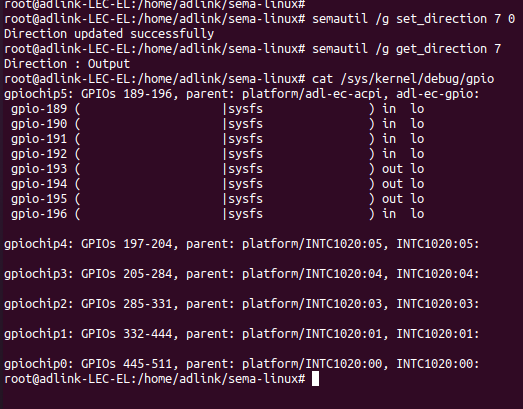 root@adlink-LEC-EL:/home/adlink/sema-linux#
root@adlink-LEC-EL:/home/adlink/sema-linux# semautil /g set_direction 7 0
Direction updated successfully
root@adlink-LEC-EL:/home/adlink/sema-linux# semautil /g get_direction 7
Direction : Output
root@adlink-LEC-EL:/home/adlink/sema-linux# cat /sys/kernel/debug/gpio
gpiochip5: GPIOs 189-196, parent: platform/adl-ec-acpi, adl-ec-gpio:
 gpio-189 (                    |sysfs               ) in  lo
 gpio-190 (                    |sysfs               ) in  lo
 gpio-191 (                    |sysfs               ) in  lo
 gpio-192 (                    |sysfs               ) in  lo
 gpio-193 (                    |sysfs               ) out lo
 gpio-194 (                    |sysfs               ) out lo
 gpio-195 (                    |sysfs               ) out lo
 gpio-196 (                    |sysfs               ) in  lo
gpiochip4: GPIOs 197-204, parent: platform/INTC1020:05, INTC1020:05:
gpiochip3: GPIOs 205-284, parent: platform/INTC1020:04, INTC1020:04:
gpiochip2: GPIOs 285-331, parent: platform/INTC1020:03, INTC1020:03:
gpiochip1: GPIOs 332-444, parent: platform/INTC1020:01, INTC1020:01:
gpiochip0: GPIOs 445-511, parent: platform/INTC1020:00, INTC1020:00:
root@adlink-LEC-EL:/home/adlink/sema-linux#